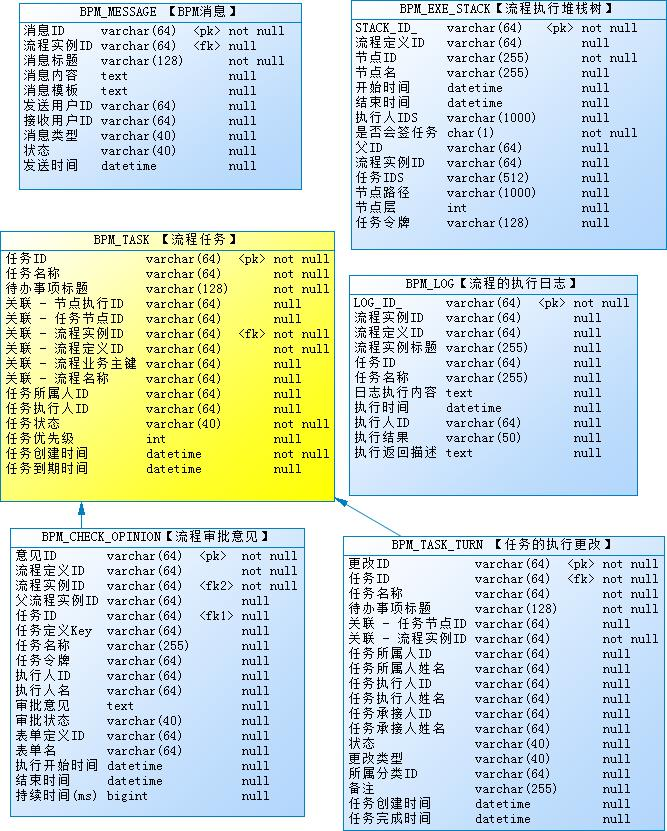 BPM_MESSAGE 【BPM消息】
消息ID varchar(64) <pk> not null
流程实例ID varchar(64) <fk> null
消息标题 varchar(128) not null
消息内容 text null
消息模板 text null
发送用户ID varchar(64) null
接收用户ID varchar(64) null
消息类型 varchar(40) null
状态 varchar(40) null
发送时间 datetime null
BPM_EXE_STACK【流程执行堆栈树】
STACK_ID_ varchar(64) <pk> not null
流程定义ID varchar(64) null
节点ID varchar(255) not null
节点名 varchar(255) null
开始时间 datetime null
结束时间 datetime null
执行人IDS varchar(1000) null
是否会签任务 char(1) not null
父ID varchar(64) null
流程实例ID varchar(64) null
任务IDS varchar(512) null
节点路径 varchar(1000) null
节点层 int null
任务令牌 varchar(128) null
BPM_TASK 【流程任务】
任务ID varchar(64) <pk> not null
任务名称 varchar(64) not null
待办事项标题 varchar(128) not null
关联 - 节点执行ID varchar(64) null
关联 - 任务节点ID varchar(64) null
关联 - 流程实例ID varchar(64) <fk> not null
关联 - 流程定义ID varchar(64) not null
关联 - 流程业务主键 varchar(64) null
关联 - 流程名称 varchar(64) null
任务所属人ID varchar(64) null
任务执行人ID varchar(64) null
任务状态 varchar(40) not null
任务优先级 int null
任务创建时间 datetime not null
任务到期时间 datetime null
BPM_LOG【流程的执行日志】
LOG_ID_ varchar(64) <pk> not null
流程实例ID varchar(64) null
流程定义ID varchar(64) null
流程实例标题 varchar(255) null
任务ID varchar(64) null
任务名称 varchar(255) null
日志执行内容 text null
执行时间 datetime null
执行人ID varchar(64) null
执行结果 varchar(50) null
执行返回描述 text null
BPM_CHECK_OPINION【流程审批意见】
意见ID varchar(64) <pk> not null
流程定义ID varchar(64) not null
流程实例ID varchar(64) <fk2> not null
父流程实例ID varchar(64) null
任务ID varchar(64) <fk1> null
任务定义Key varchar(64) null
任务名称 varchar(255) null
任务令牌 varchar(64) null
执行人ID varchar(64) null
执行人名 varchar(64) null
审批意见 text null
审批状态 varchar(40) null
表单定义ID varchar(64) null
表单名 varchar(64) null
执行开始时间 datetime null
结束时间 datetime null
持续时间(ms) bigint null
BPM_TASK_TURN 【任务的执行更改】
更改ID varchar(64) <pk> not null
任务ID varchar(64) <fk> not null
任务名称 varchar(64) not null
待办事项标题 varchar(128) not null
关联 - 任务节点ID varchar(64) null
关联 - 流程实例ID varchar(64) not null
任务所属人ID varchar(64) null
任务所属人姓名 varchar(64) null
任务执行人ID varchar(64) null
任务执行人姓名 varchar(64) null
任务承接人ID varchar(64) null
任务承接人姓名 varchar(64) null
状态 varchar(40) null
更改类型 varchar(40) null
所属分类ID varchar(64) null
备注 varchar(255) null
任务创建时间 datetime null
任务完成时间 datetime null